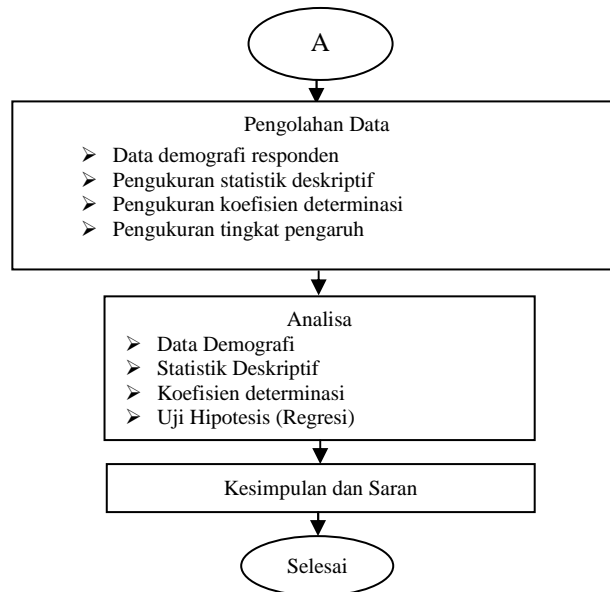 A
Pengolahan Data
➢ Data demografi responden
➢ Pengukuran statistik deskriptif
➢ Pengukuran koefisien determinasi
➢ Pengukuran tingkat pengaruh
Analisa
➢ Data Demografi
➢ Statistik Deskriptif
➢ Koefisien determinasi
➢ Uji Hipotesis (Regresi)
Kesimpulan dan Saran
Selesai